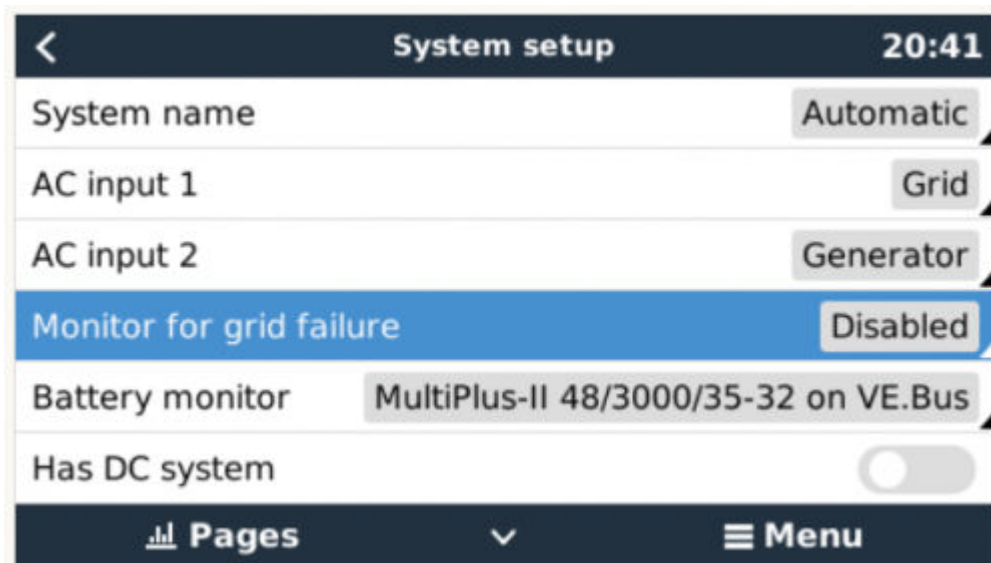 System setup 20:41
System name Automatic
AC input 1 Grid
AC input 2 Generator
Monitor for grid failure Disabled
Battery monitor MultiPlus-II 48/3000/35-32 on VE.Bus
Has DC system
Pages Menu